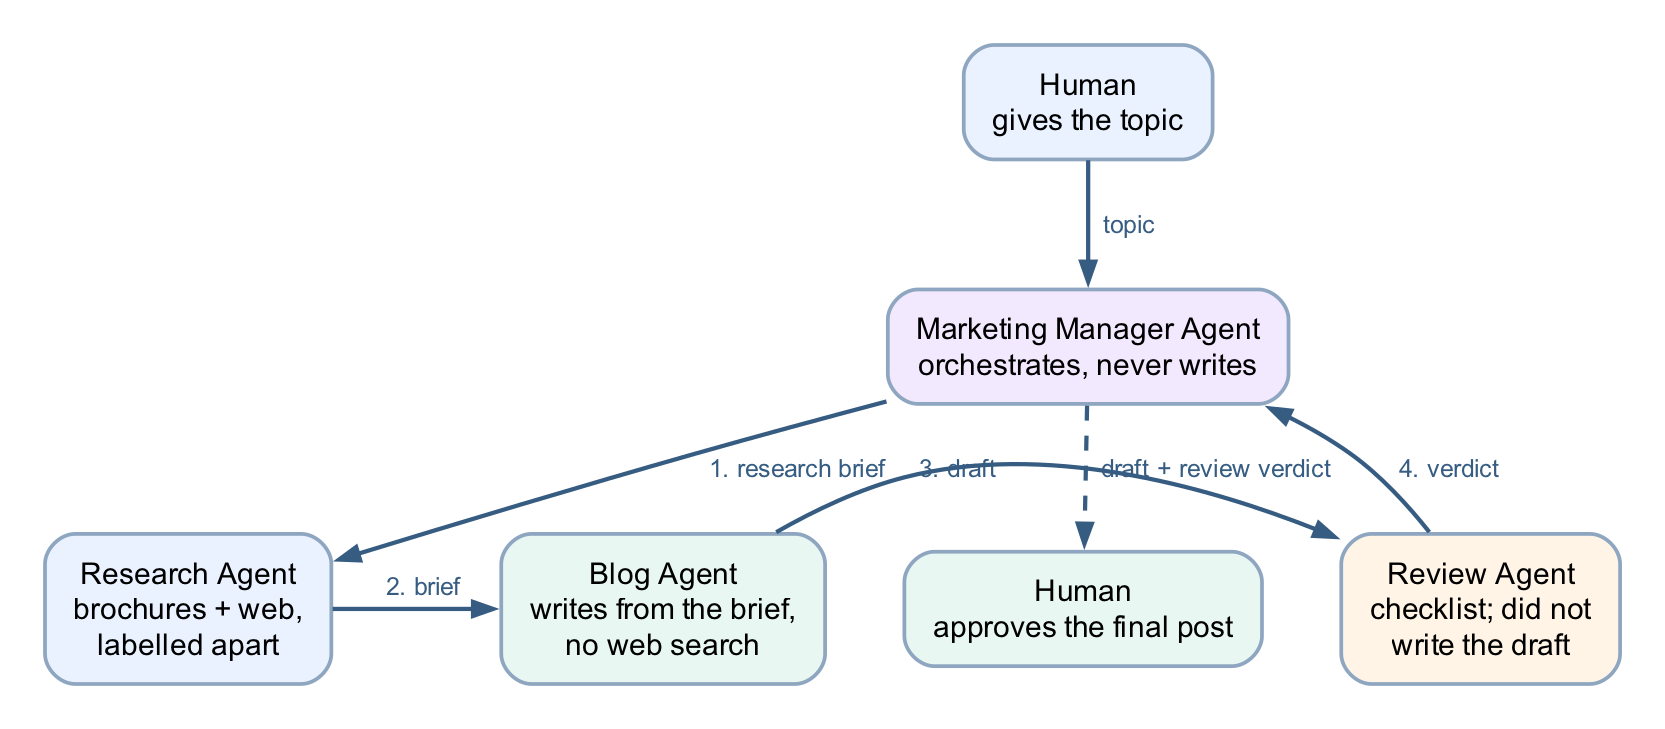 Human
gives the topic
topic
Marketing Manager Agent
orchestrates, never writes
1. research brief
3. draft
draft + review verdict
4. verdict
Research Agent
brochures + web,
labelled apart
2. brief
Blog Agent
writes from the brief,
no web search
Human
approves the final post
Review Agent
checklist; did not
write the draft